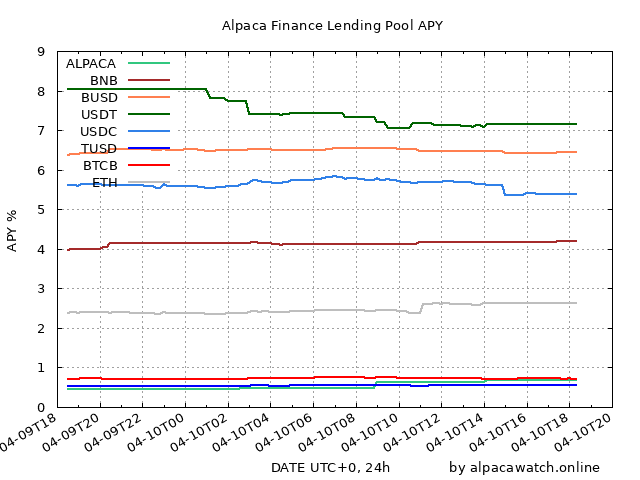 Alpaca Finance Lending Pool APY
9
8
7
6
5
4
3
2
1
0
APY %
ALPACA
BNB
BUSD
USDT
USDC
TUSD
BTCB
ETH
04-09T18
04-09T20
04-09T22
04-10T00
04-10T02
04-10T04
04-10T06
04-10T08
04-10T10
04-10T12
04-10T14
04-10T16
04-10T18
04-10T20
DATE UTC+0, 24h
by alpacawatch.online